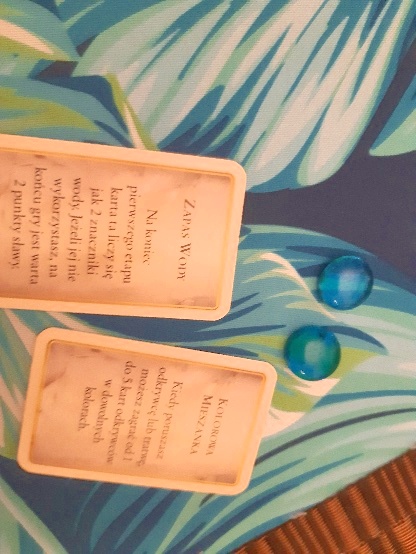 ZAPAS WODY
Na koniec
pierwszego etapu
karta ta liczy się
jak 2 znaczniki
wody. Jeżeli jej nie
wykorzystasz, na
końcu gry jest warta
2 punkty sławy.
KOLOROWA
MIESZANKA
Kiedy poruszasz
odkrywcę lub tratwę,
możesz zagrać od 1
do 8 kart odkrywców
w dowolnych
kolorach.